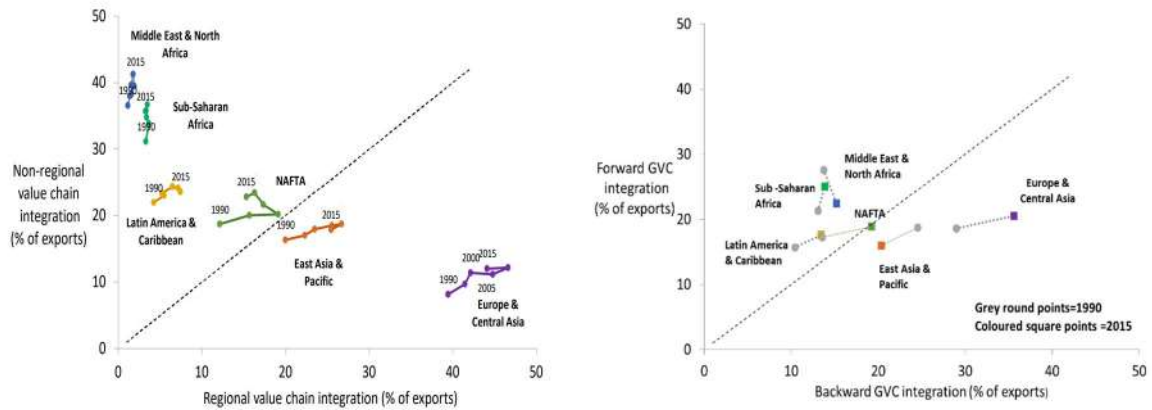 50
40
30
20
10
0
Non-regional
value chain
integration
(% of exports)
Middle East & North
Africa
2015
1990
2015
Sub-Saharan
Africa
1990
1990
2015
Latin America &
Caribbean
2015
NAFTA
1990
1990
2015
East Asia &
Pacific
2000
2015
1990
2005
Europe &
Central Asia
0
10
20
30
40
50
Regional value chain integration (% of exports)
50
40
30
20
10
0
Forward GVC
integration
(% of exports)
Middle East &
North Africa
Sub -Saharan
Africa
NAFTA
Europe &
Central Asia
Latin America
& Caribbean
East Asia &
Pacific
Grey round points=1990
Coloured square points =2015
0
10
20
30
40
50
Backward GVC integration (% of exports)